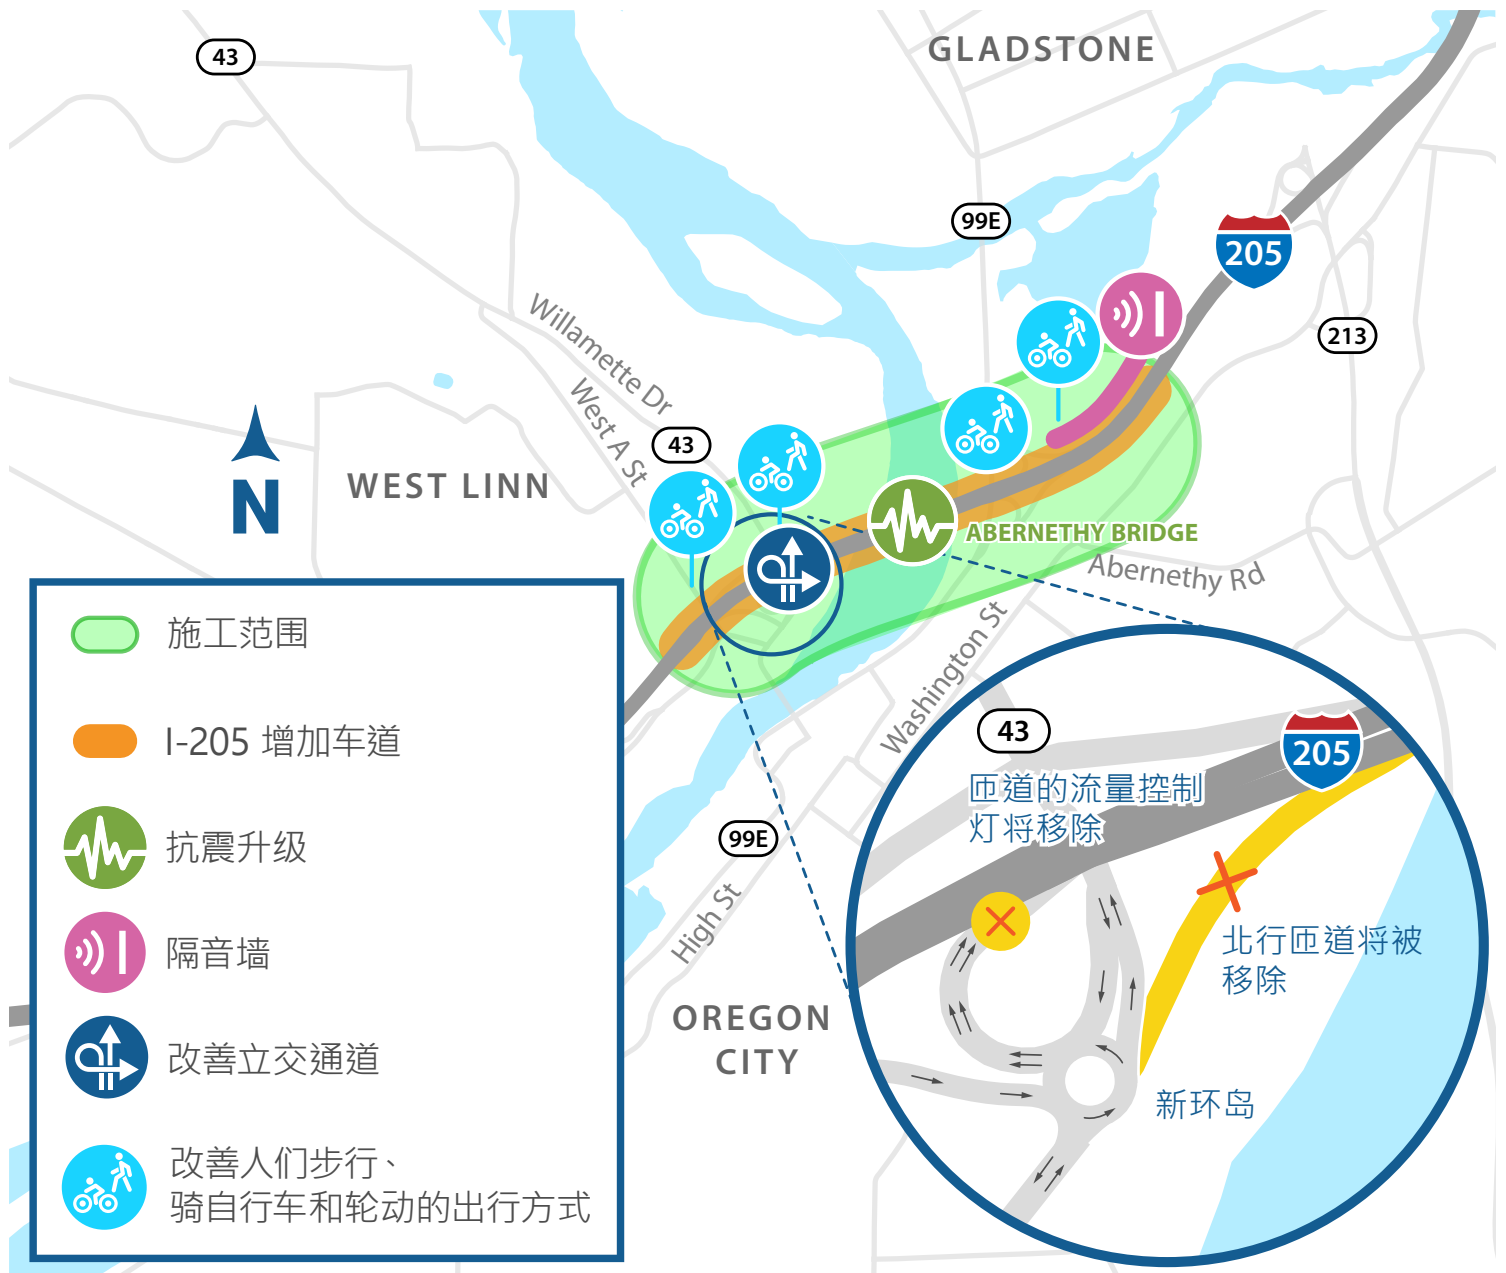 GLADSTONE
43
99E
205
213
Willamette Dr
West A St
43
WEST LINN
N
ABERNETHY BRIDGE
Abernethy Rd
Washington St
99E
High St
OREGON
CITY
施工范围
I-205 增加车道
抗震升级
隔音墙
改善立交通道
改善人们步行、
骑自行车和轮动的出行方式
43
205
匝道的流量控制
灯将移除
北行匝道将被
移除
新环岛